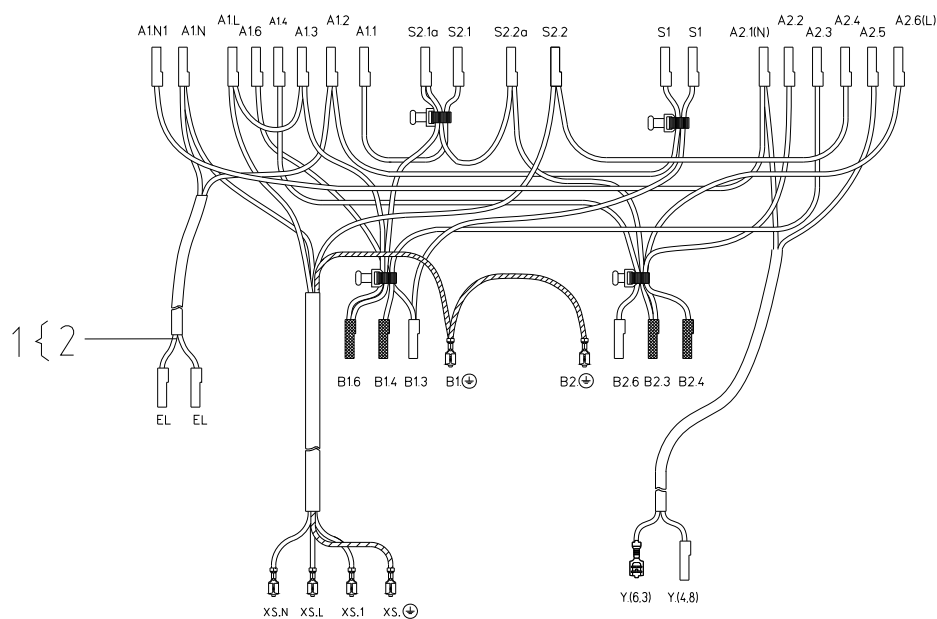 A1.N1 A1.N A1.L A1.6 A1.4 A1.3 A1.2 A1.1 S2.1a S2.1 S2.2a S2.2 S1 S1 A2.1(N) A2.2 A2.3 A2.4 A2.5 A2.6(L)
1 { 2
B1.6 B1.4 B1.3 B1.⏚ B2.⏚ B2.6 B2.3 B2.4
EL EL
XS.N XS.L XS.1 XS.⏚ Y.(6,3) Y.(4,8)